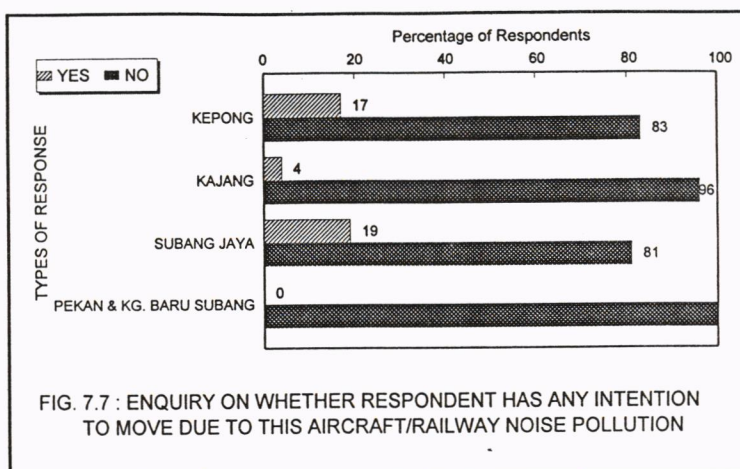 Percentage of Respondents
YES NO
0 20 40 60 80 100
TYPES OF RESPONSE
KEPONG
17
83
KAJANG
4
96
SUBANG JAYA
19
81
PEKAN & KG. BARU SUBANG
0
FIG. 7.7 : ENQUIRY ON WHETHER RESPONDENT HAS ANY INTENTION
TO MOVE DUE TO THIS AIRCRAFT/RAILWAY NOISE POLLUTION